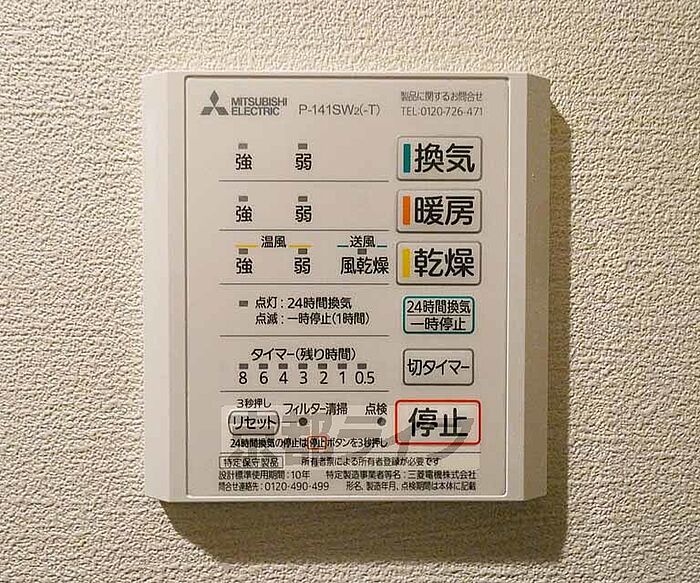 MITSUBISHI
ELECTRIC
P-141SW2(-T)
製品に関するお問合せ
TEL:0120-726-471
強 弱 換気
強 弱 暖房
温風 送風
強 弱 風乾燥 乾燥
点灯:24時間換気
点滅:一時停止(1時間)
24時間換気
一時停止
タイマー(残り時間)
8 6 4 3 2 1 0.5
切タイマー
3秒押し
リセット フィルター清掃 点検
停止
24時間換気の停止は停止ボタンを3秒押し
京都ライフ
特定保守製品 所有者票による所有者登録が必要です
設計標準使用期間:10年 特定製造事業者等名:三菱電機株式会社
問合せ連絡先:0120-490-499 形名、製造年月、点検期間は本体に記載